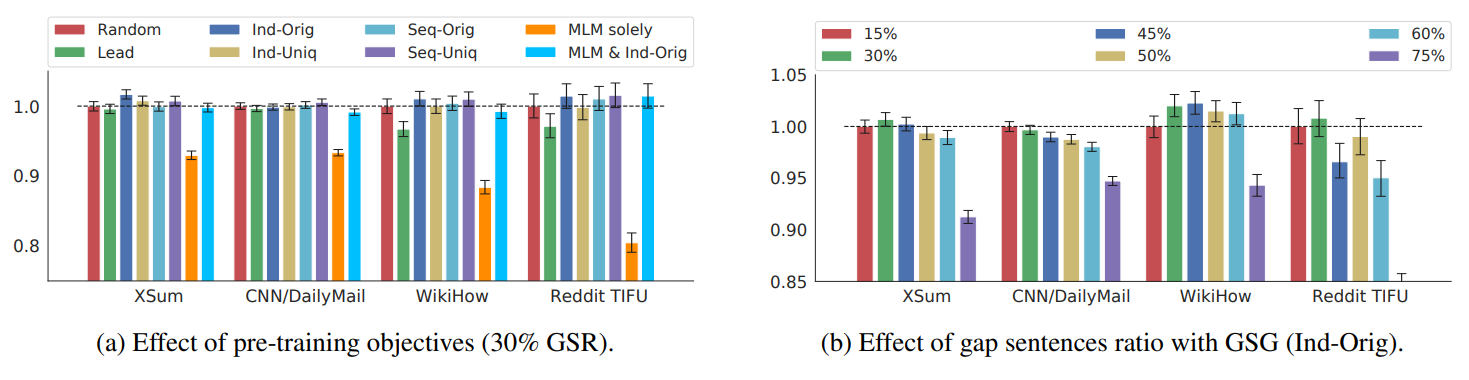 Random Ind-Orig Seq-Orig MLM solely
Lead Ind-Uniq Seq-Uniq MLM & Ind-Orig
1.0
0.9
0.8
XSum CNN/DailyMail WikiHow Reddit TIFU
(a) Effect of pre-training objectives (30% GSR).
15% 45% 60%
30% 50% 75%
1.05
1.00
0.95
0.90
0.85
XSum CNN/DailyMail WikiHow Reddit TIFU
(b) Effect of gap sentences ratio with GSG (Ind-Orig).